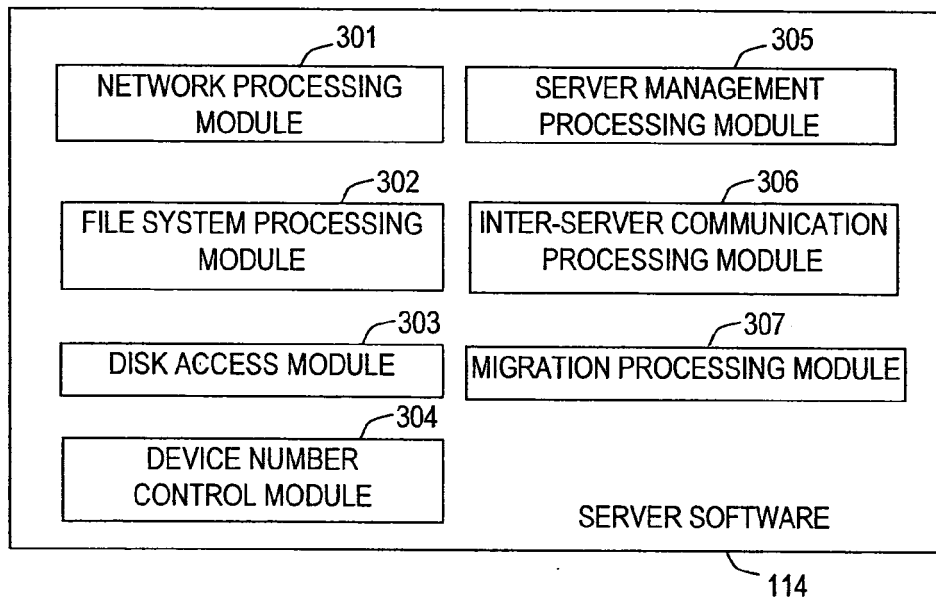 301
NETWORK PROCESSING
MODULE
302
FILE SYSTEM PROCESSING
MODULE
303
DISK ACCESS MODULE
304
DEVICE NUMBER
CONTROL MODULE
305
SERVER MANAGEMENT
PROCESSING MODULE
306
INTER-SERVER COMMUNICATION
PROCESSING MODULE
307
MIGRATION PROCESSING MODULE
SERVER SOFTWARE
114